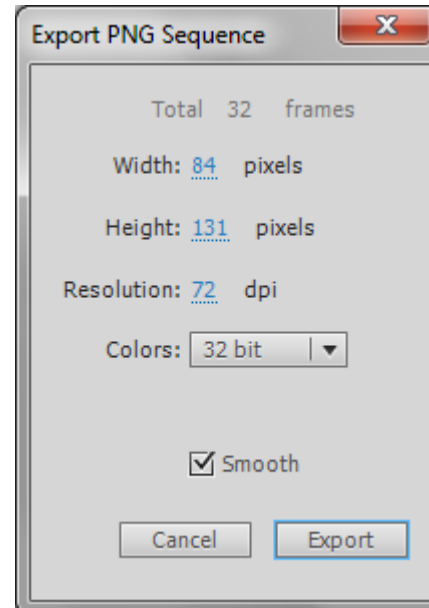 Export PNG Sequence
Total 32 frames
Width: 84 pixels
Height: 131 pixels
Resolution: 72 dpi
Colors: 32 bit
Smooth
Cancel Export